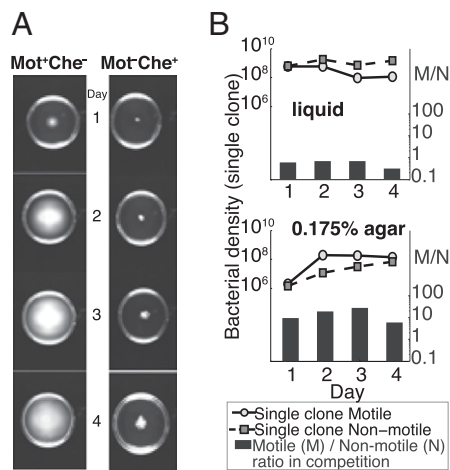 A
Mot⁺Che⁻ Mot⁻Che⁺
Day
1
2
3
4
B
Bacterial density (single clone)
10¹⁰
10⁸
10⁶
liquid
M/N
100
10
1
0.1
1 2 3 4
10¹⁰
10⁸
10⁶
0.175% agar
M/N
100
10
1
0.1
1 2 3 4
Day
Single clone Motile
Single clone Non-motile
Motile (M) / Non-motile (N)
ratio in competition